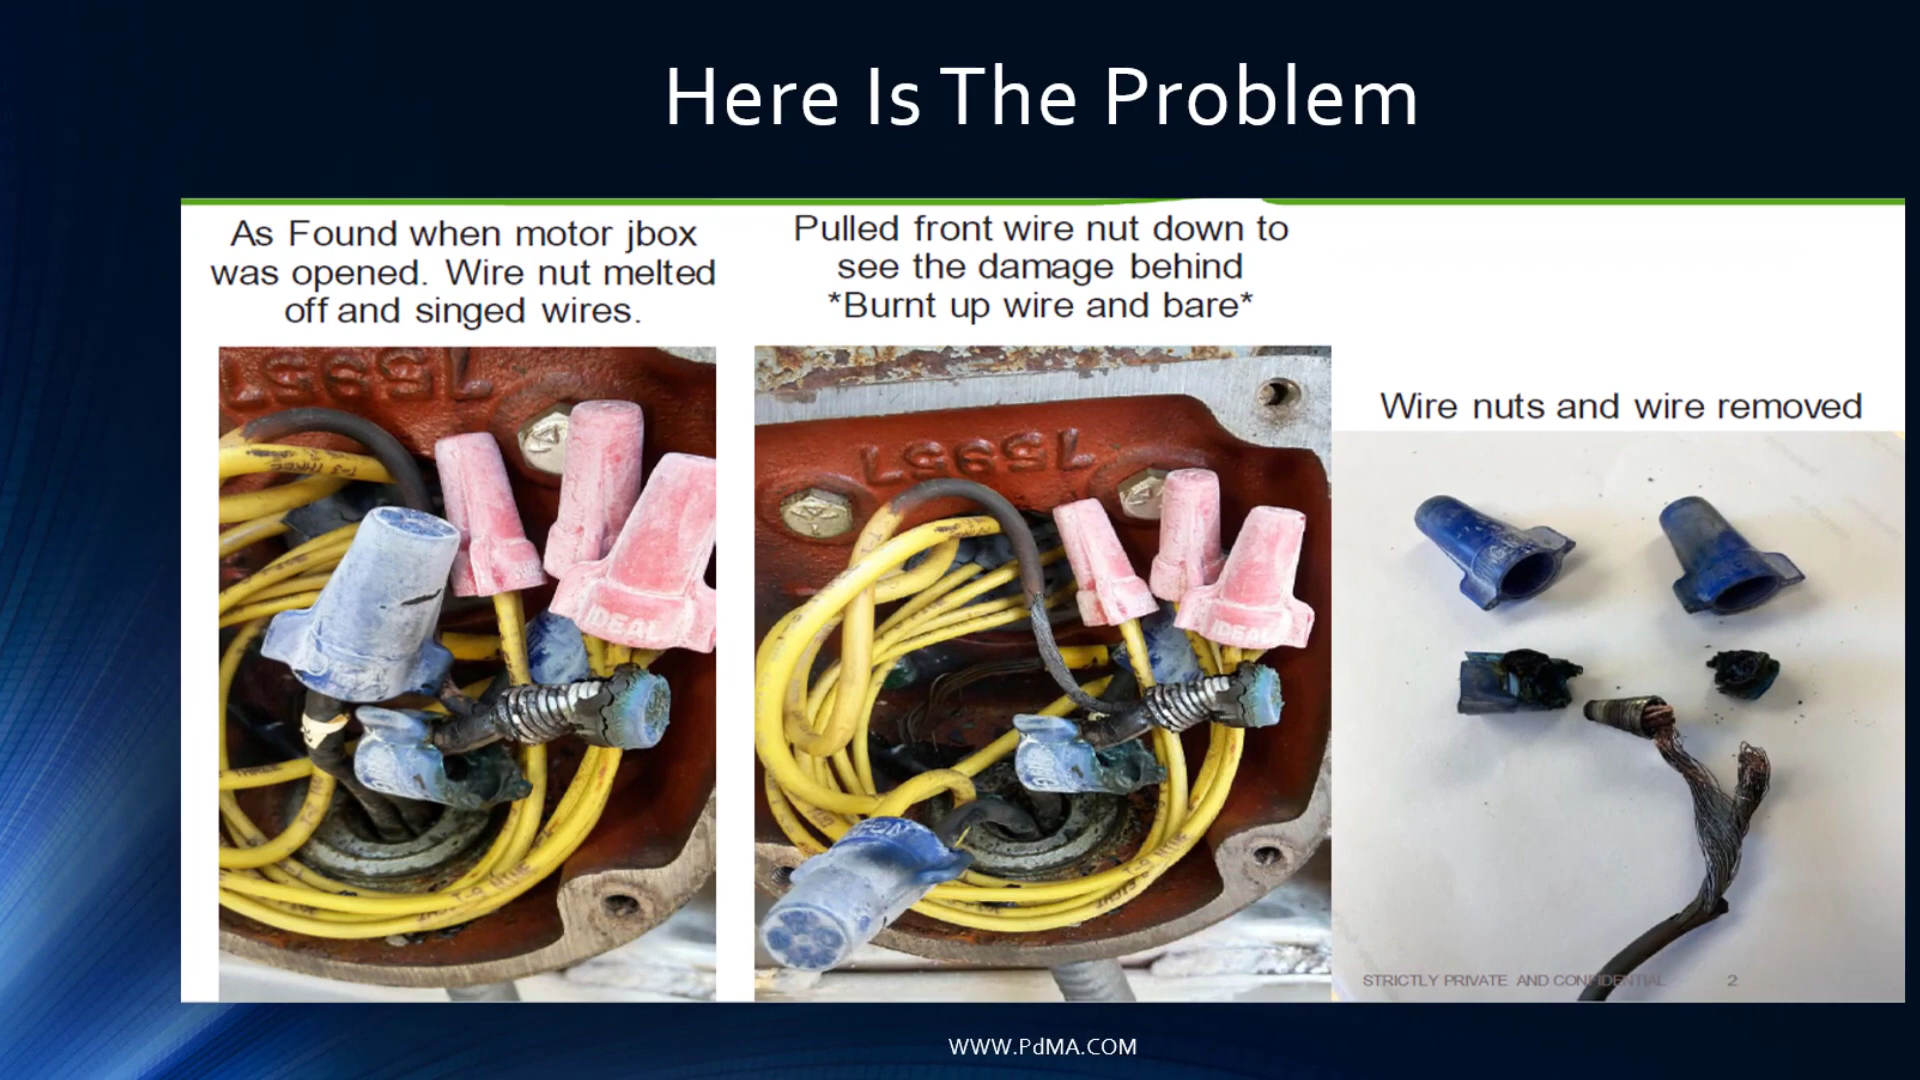 Here Is The Problem
As Found when motor jbox
was opened. Wire nut melted
off and singed wires.
Pulled front wire nut down to
see the damage behind
*Burnt up wire and bare*
Wire nuts and wire removed
IDEAL
IDEAL
STRICTLY PRIVATE AND CONFIDENTIAL 2
WWW.PdMA.COM